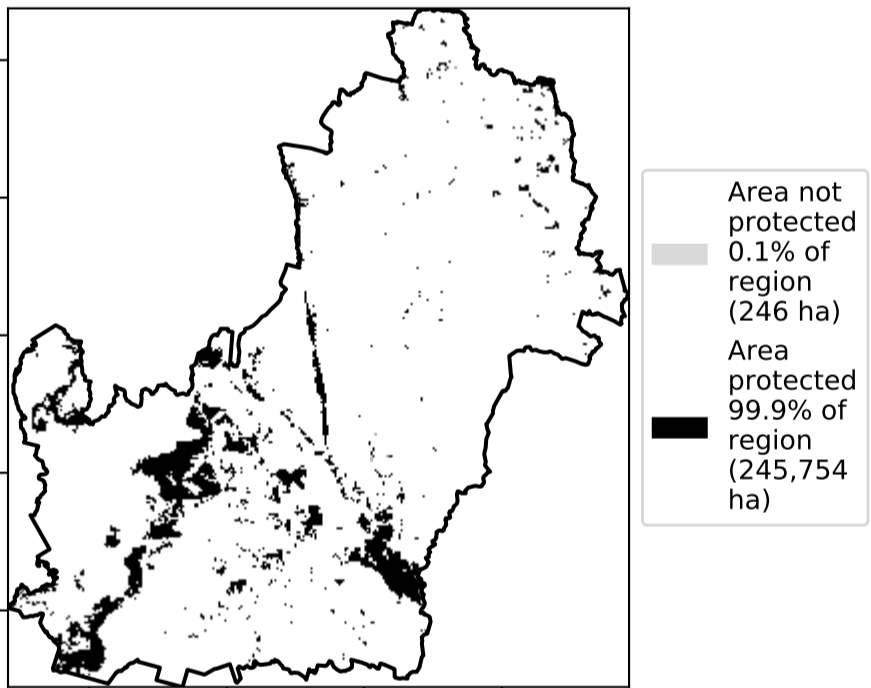 Area not
protected
0.1% of
region
(246 ha)
Area
protected
99.9% of
region
(245,754
ha)